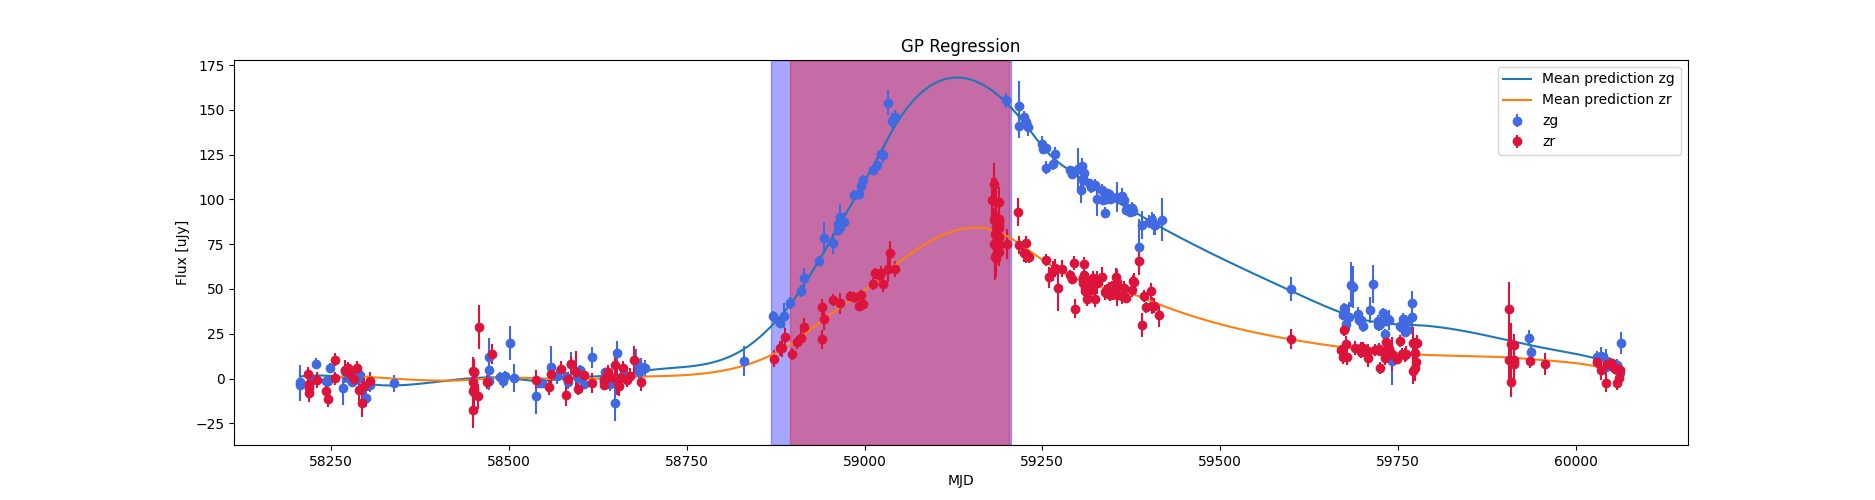 GP Regression
Flux [uJy]
175
150
125
100
75
50
25
0
−25
58250
58500
58750
59000
59250
59500
59750
60000
MJD
Mean prediction zg
Mean prediction zr
zg
zr